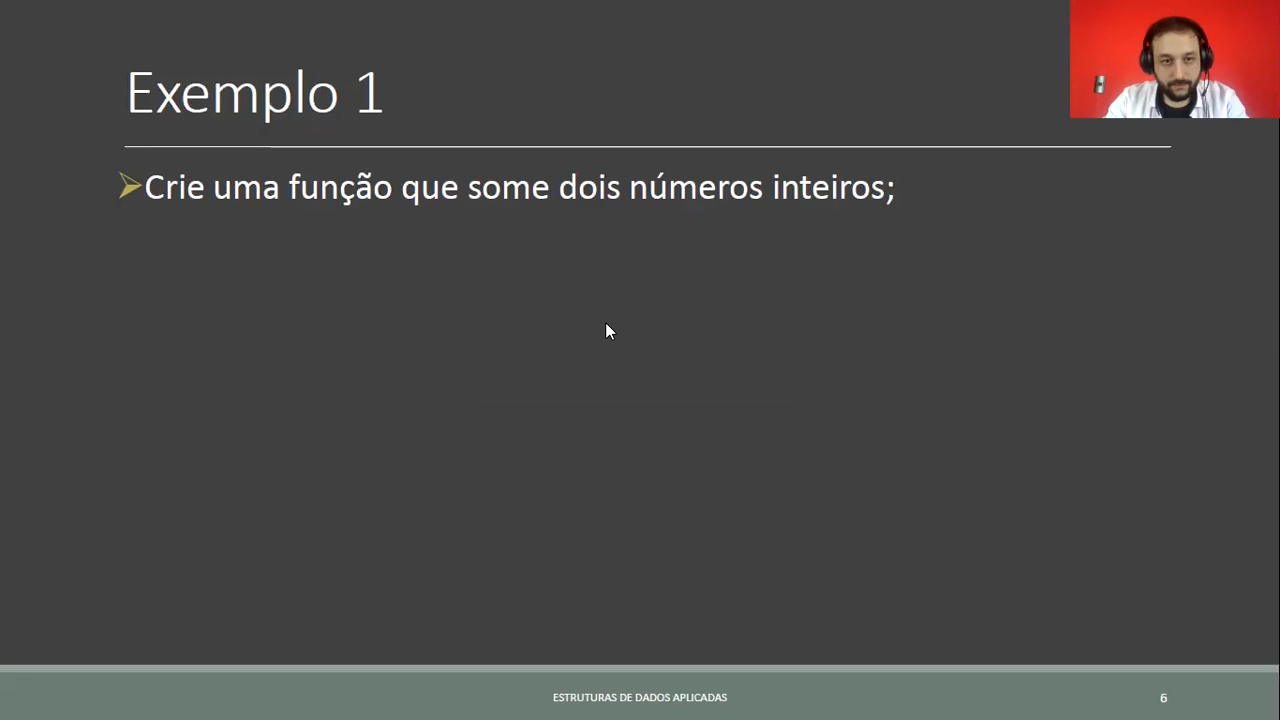 Exemplo 1
Crie uma função que some dois números inteiros;
ESTRUTURAS DE DADOS APLICADAS
6